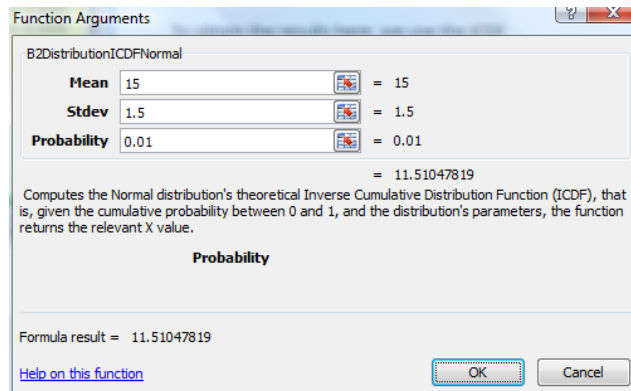 Function Arguments
B2DistributionICDFNormal
Mean 15 = 15
Stdev 1.5 = 1.5
Probability 0.01 = 0.01
= 11.51047819
Computes the Normal distribution's theoretical Inverse Cumulative Distribution Function (ICDF), that
is, given the cumulative probability between 0 and 1, and the distribution's parameters, the function
returns the relevant X value.
Probability
Formula result = 11.51047819
Help on this function
OK Cancel